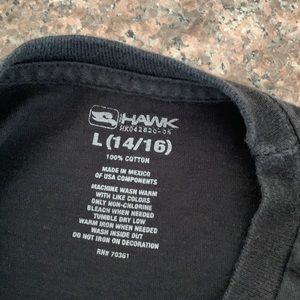 HAWK
HK042820-05
L (14/16)
100% COTTON
MADE IN MEXICO
OF USA COMPONENTS
MACHINE WASH WARM
WITH LIKE COLORS
ONLY NON-CHLORINE
BLEACH WHEN NEEDED
TUMBLE DRY LOW
WARM IRON WHEN NEEDED
WASH INSIDE OUT
DO NOT IRON ON DECORATION
RN# 70361